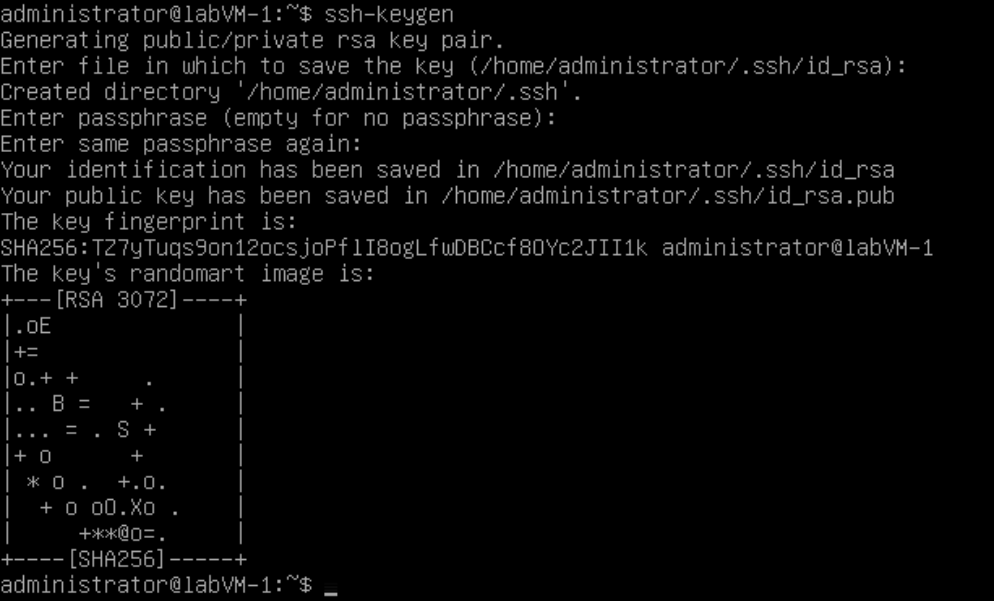 administrator@labVM-1:~$ ssh-keygen
Generating public/private rsa key pair.
Enter file in which to save the key (/home/administrator/.ssh/id_rsa):
Created directory '/home/administrator/.ssh'.
Enter passphrase (empty for no passphrase):
Enter same passphrase again:
Your identification has been saved in /home/administrator/.ssh/id_rsa
Your public key has been saved in /home/administrator/.ssh/id_rsa.pub
The key fingerprint is:
SHA256:TZ7yTuqs9on12ocsjoPflI8ogLfwDBCcf8OYc2JII1k administrator@labVM-1
The key's randomart image is:
+---[RSA 3072]----+
|.oE              |
|+=               |
|o.+ +     .      |
|.. B =   + .     |
|... = . S +      |
|+ o      +       |
| * o .  +.o.     |
|  + o oO.Xo .    |
|     +**@o=.     |
+----[SHA256]-----+
administrator@labVM-1:~$ _